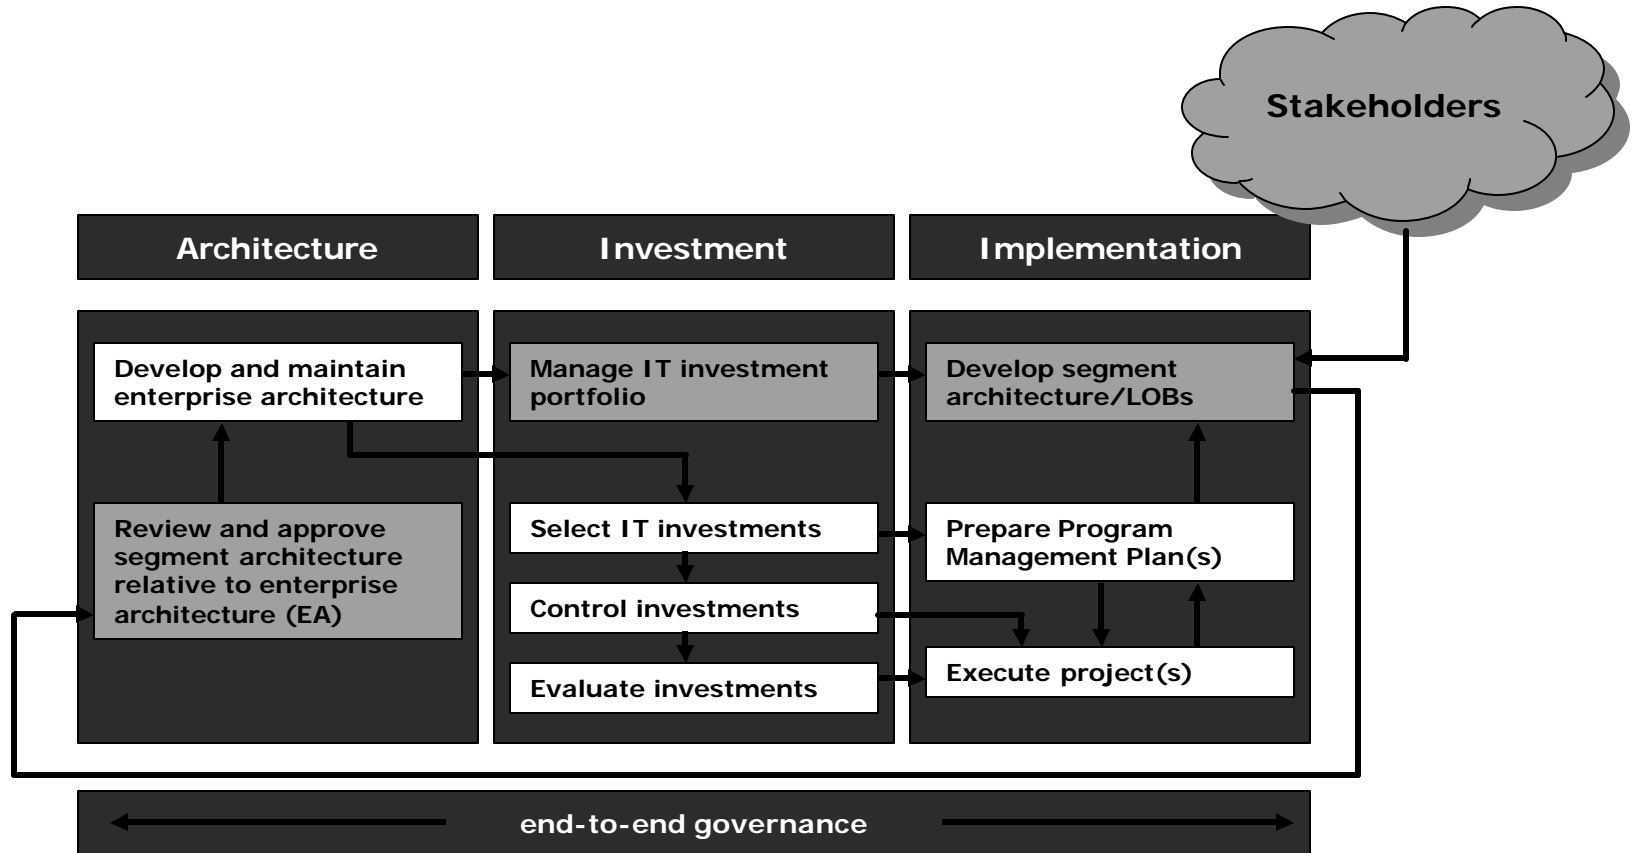 Stakeholders
Architecture
Investment
Implementation
Develop and maintain
enterprise architecture
Manage IT investment
portfolio
Develop segment
architecture/LOBs
Review and approve
segment architecture
relative to enterprise
architecture (EA)
Select IT investments
Prepare Program
Management Plan(s)
Control investments
Evaluate investments
Execute project(s)
end-to-end governance